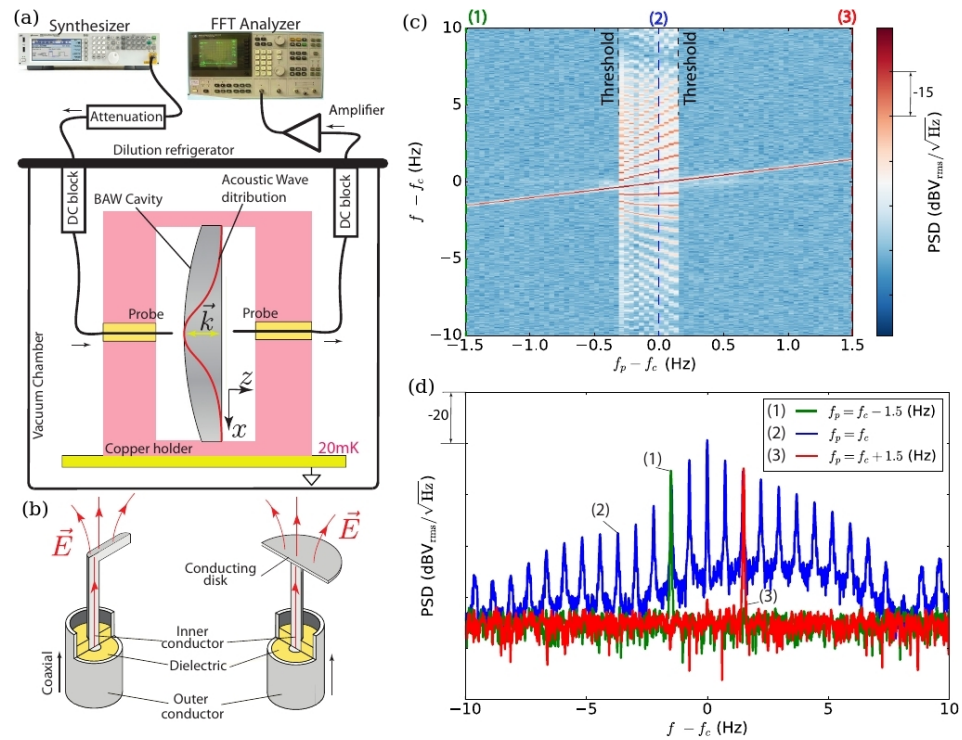 (a)
Synthesizer
FFT Analyzer
Attenuation
Amplifier
Dilution refrigerator
DC block
DC block
BAW Cavity
Acoustic Wave
ditribution
Probe
Probe
k
z
x
Vacuum Chamber
Copper holder
20mK
(b)
E
E
Conducting
disk
Inner
conductor
Dielectric
Coaxial
Outer
conductor
(c)
(1)
(2)
(3)
Threshold
Threshold
10
5
0
−5
−10
f − fc (Hz)
−1.5
−1.0
−0.5
0.0
0.5
1.0
1.5
fp − fc (Hz)
-15
PSD (dBVrms/√Hz)
(d)
-20
PSD (dBVrms/√Hz)
(1)
(2)
(3)
(1) fp = fc − 1.5 (Hz)
(2) fp = fc
(3) fp = fc + 1.5 (Hz)
−10
−5
0
5
10
f − fc (Hz)